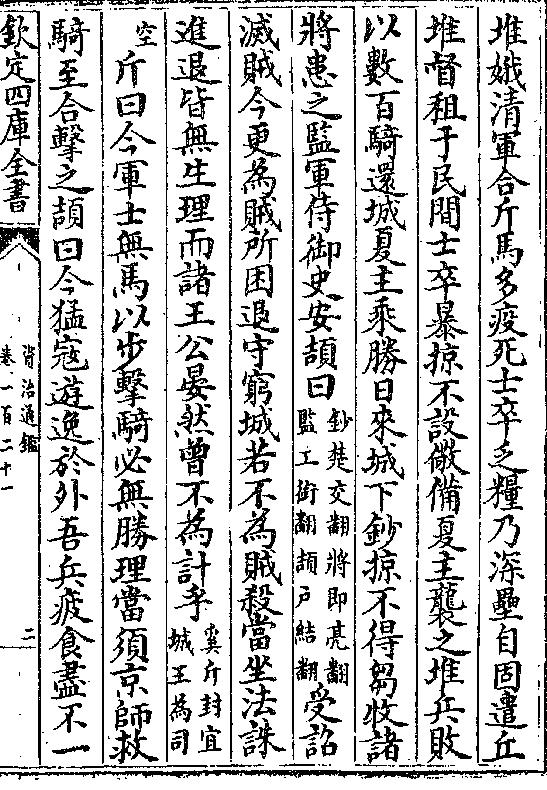 堆娥清軍合斤馬多疫死士卒乏糧乃深壘自固遣丘
堆督租于民間士卒暴掠不設儆備夏主襲之堆兵敗
以數百騎還城夏主乘勝日來城下鈔掠不得芻牧諸
將患之監軍侍御史安頡曰鈔楚交翻將即亮翻監工銜翻頡戶結翻受詔
滅賊今更為賊所困退守窮城若不為賊殺當坐法誅
進退皆無生理而諸王公晏然曾不為計乎奚斤封宜城王為司
空斤曰今軍士無馬以步擊騎必無勝理當須京師救
騎至合擊之頡曰今猛寇遊逸於外吾兵疲食盡不一
欽定四庫全書
資治通鑑
卷一百二十一
二